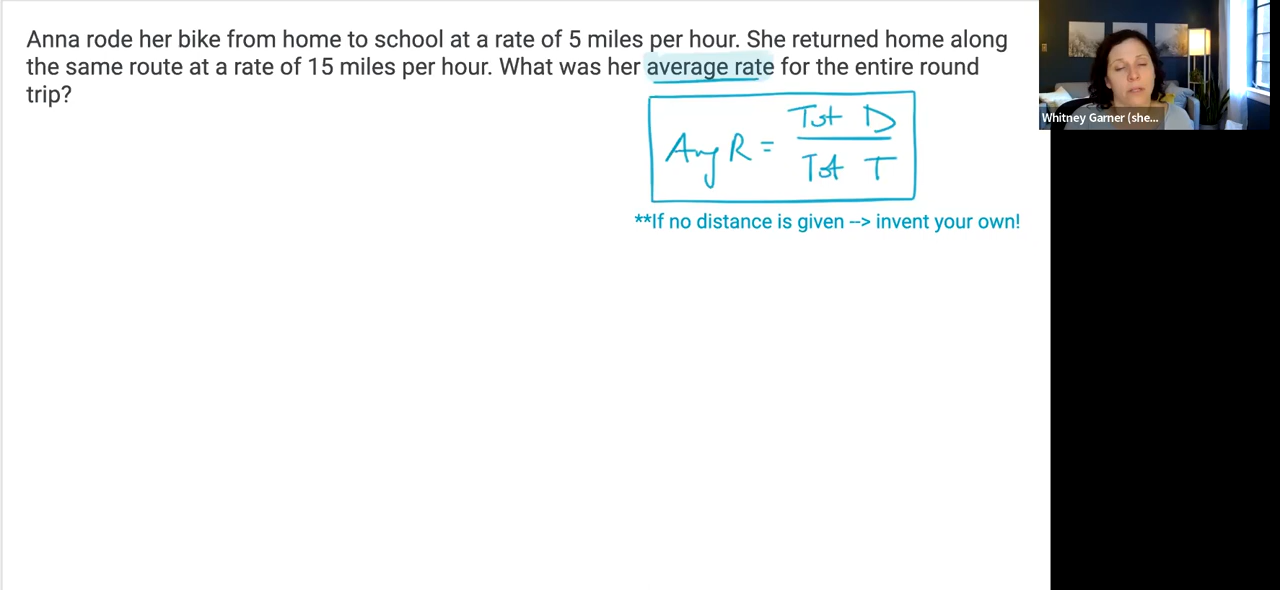 Anna rode her bike from home to school at a rate of 5 miles per hour. She returned home along
the same route at a rate of 15 miles per hour. What was her average rate for the entire round
trip?
Avg R = Tot D / Tot T
**If no distance is given --> invent your own!
Whitney Garner (she...